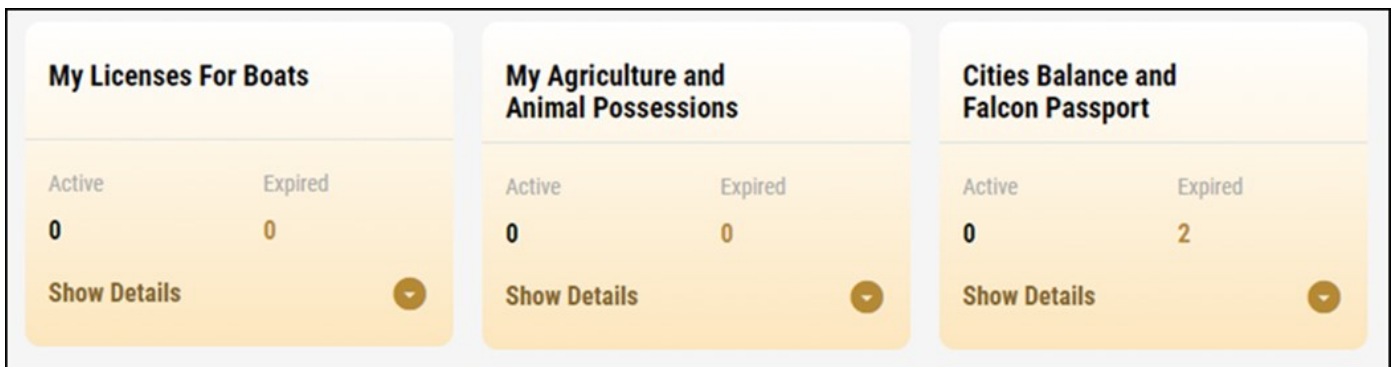 My Licenses For Boats
Active Expired
0 0
Show Details
My Agriculture and
Animal Possessions
Active Expired
0 0
Show Details
Cities Balance and
Falcon Passport
Active Expired
0 2
Show Details